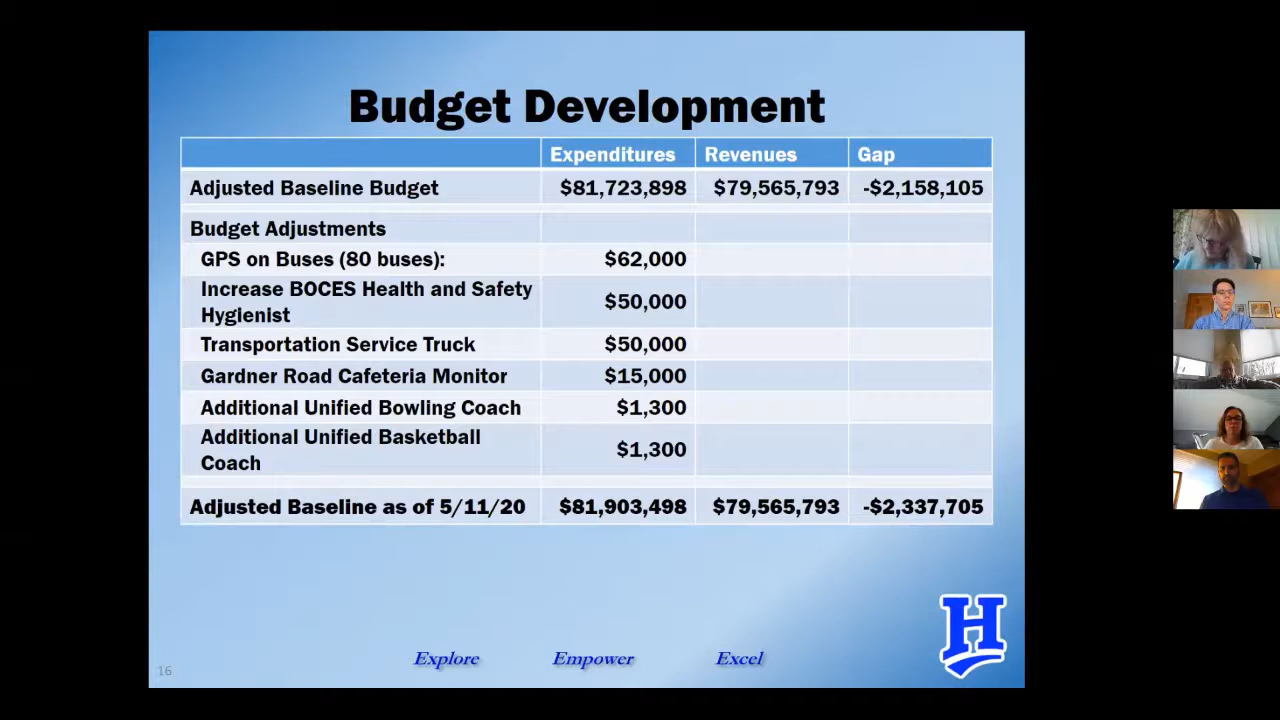 Budget Development
Expenditures Revenues Gap
Adjusted Baseline Budget $81,723,898 $79,565,793 -$2,158,105
Budget Adjustments
GPS on Buses (80 buses): $62,000
Increase BOCES Health and Safety
Hygienist $50,000
Transportation Service Truck $50,000
Gardner Road Cafeteria Monitor $15,000
Additional Unified Bowling Coach $1,300
Additional Unified Basketball
Coach $1,300
Adjusted Baseline as of 5/11/20 $81,903,498 $79,565,793 -$2,337,705
H
Explore Empower Excel
16